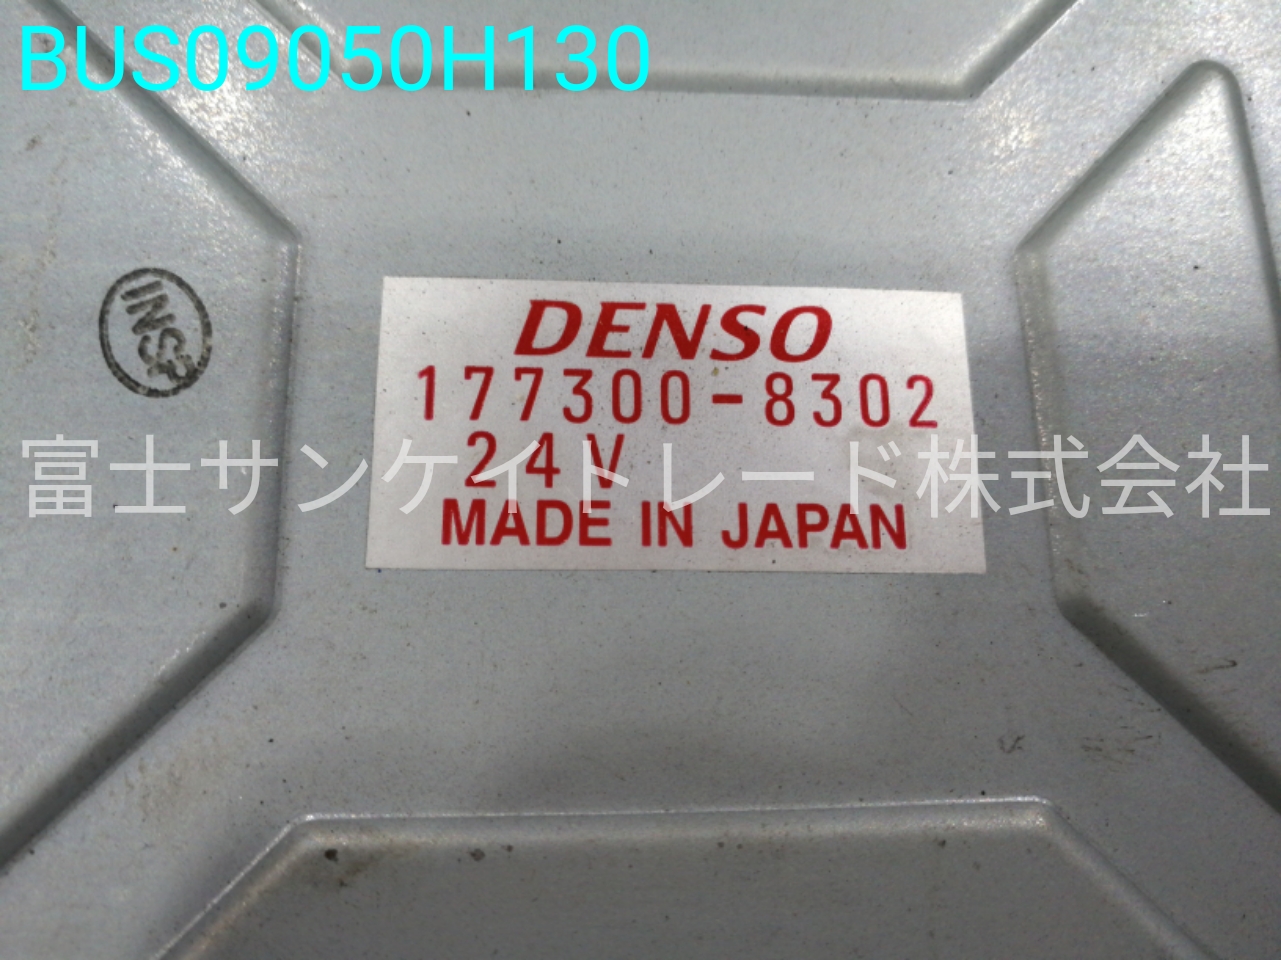 BUS09050H130
INSP
DENSO
177300-8302
24V
富士サンケイトレード株式会社
MADE IN JAPAN